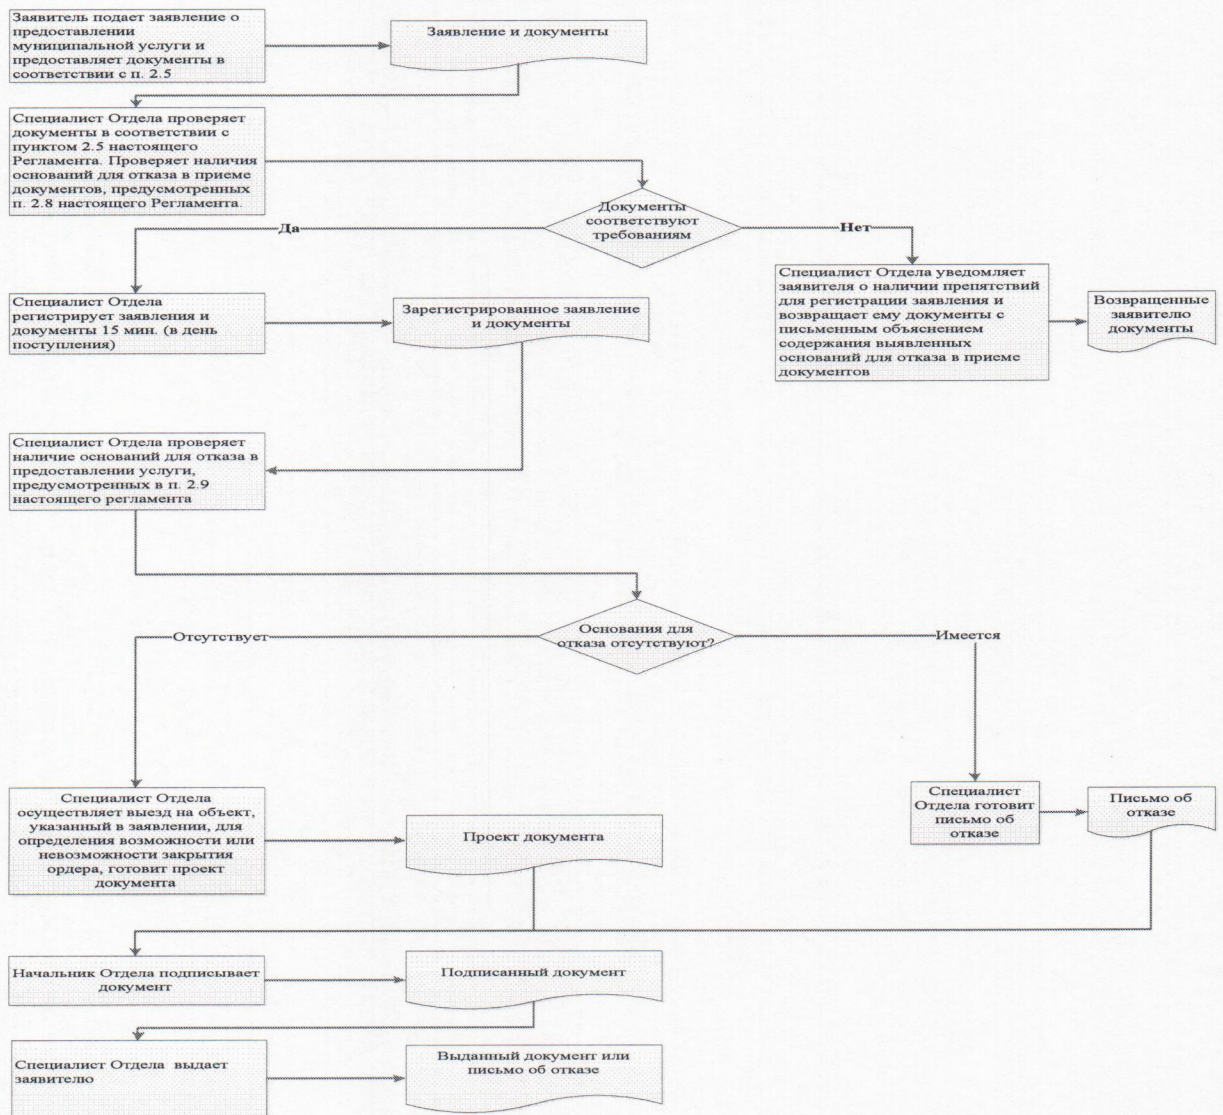 Заявитель подает заявление о
предоставлении
муниципальной услуги и
предоставляет документы в
соответствии с п. 2.5
Заявление и документы
Специалист Отдела проверяет
документы в соответствии с
пунктом 2.5 настоящего
Регламента. Проверяет наличия
оснований для отказа в приеме
документов, предусмотренных
п. 2.8 настоящего Регламента.
Документы
соответствуют
требованиям
Да
Нет
Специалист Отдела
регистрирует заявления и
документы 15 мин. (в день
поступления)
Зарегистрированное заявление
и документы
Специалист Отдела уведомляет
заявителя о наличии препятствий
для регистрации заявления и
возвращает ему документы с
письменным объяснением
содержания выявленных
оснований для отказа в приеме
документов
Возвращенные
заявителю
документы
Специалист Отдела проверяет
наличие оснований для отказа в
предоставлении услуги,
предусмотренных в п. 2.9
настоящего регламента
Основания для
отказа отсутствуют?
Отсутствует
Имеется
Специалист Отдела
осуществляет выезд на объект,
указанный в заявлении, для
определения возможности или
невозможности закрытия
ордера, готовит проект
документа
Проект документа
Специалист
Отдела готовит
письмо об
отказе
Письмо об
отказе
Начальник Отдела подписывает
документ
Подписанный документ
Специалист Отдела выдает
заявителю
Выданный документ или
письмо об отказе